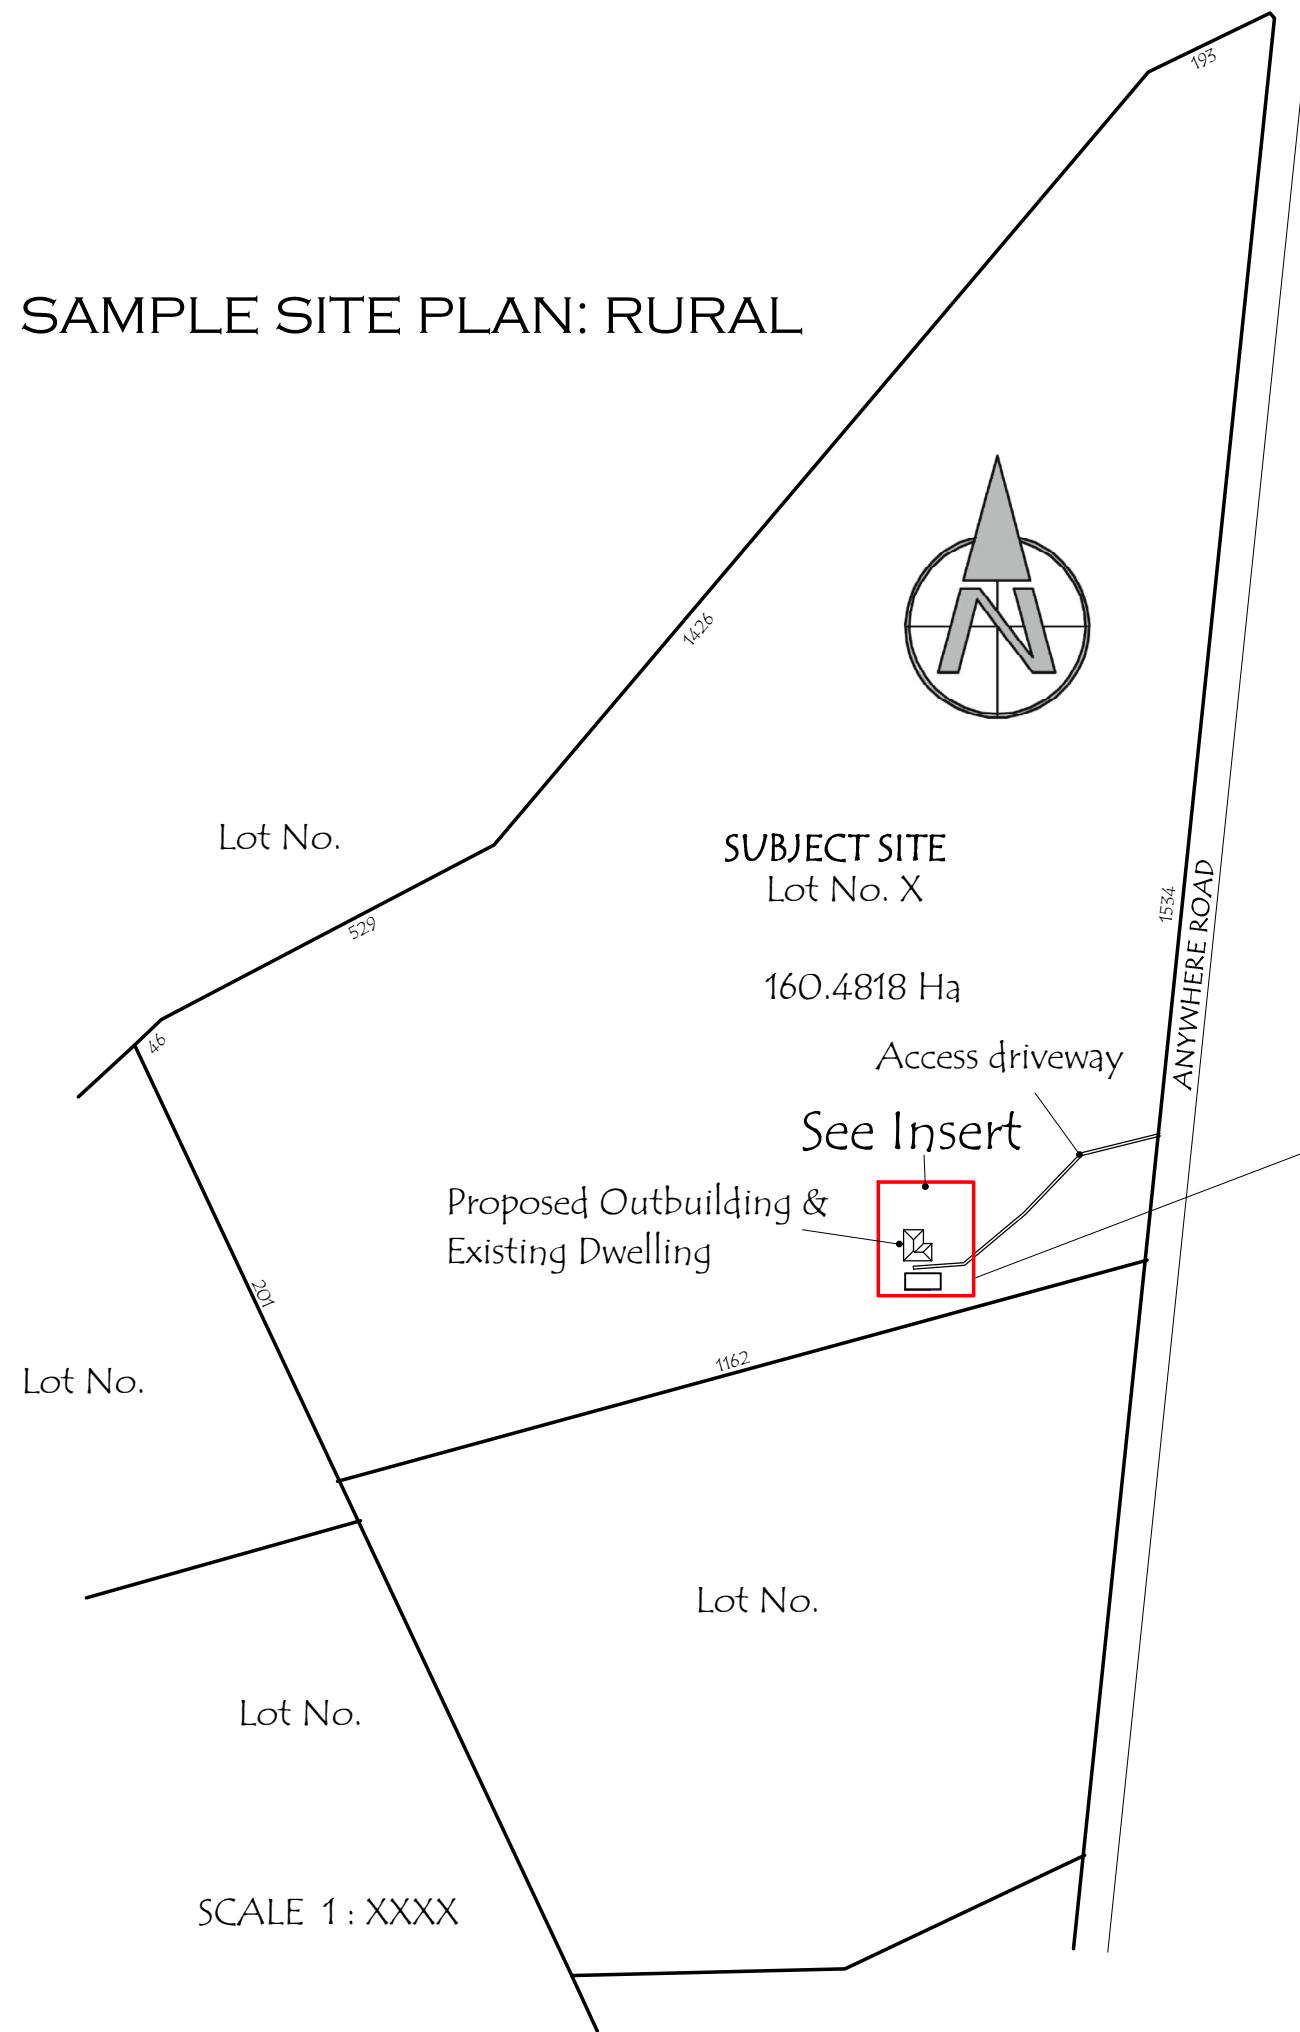 193
SAMPLE SITE PLAN: RURAL
N
1426
Lot No.
SUBJECT SITE
Lot No. X
529
1534
ANYWHERE ROAD
160.4818 Ha
46
Access driveway
See Insert
Proposed Outbuilding &
Existing Dwelling
201
1162
Lot No.
Lot No.
Lot No.
SCALE 1 : XXXX